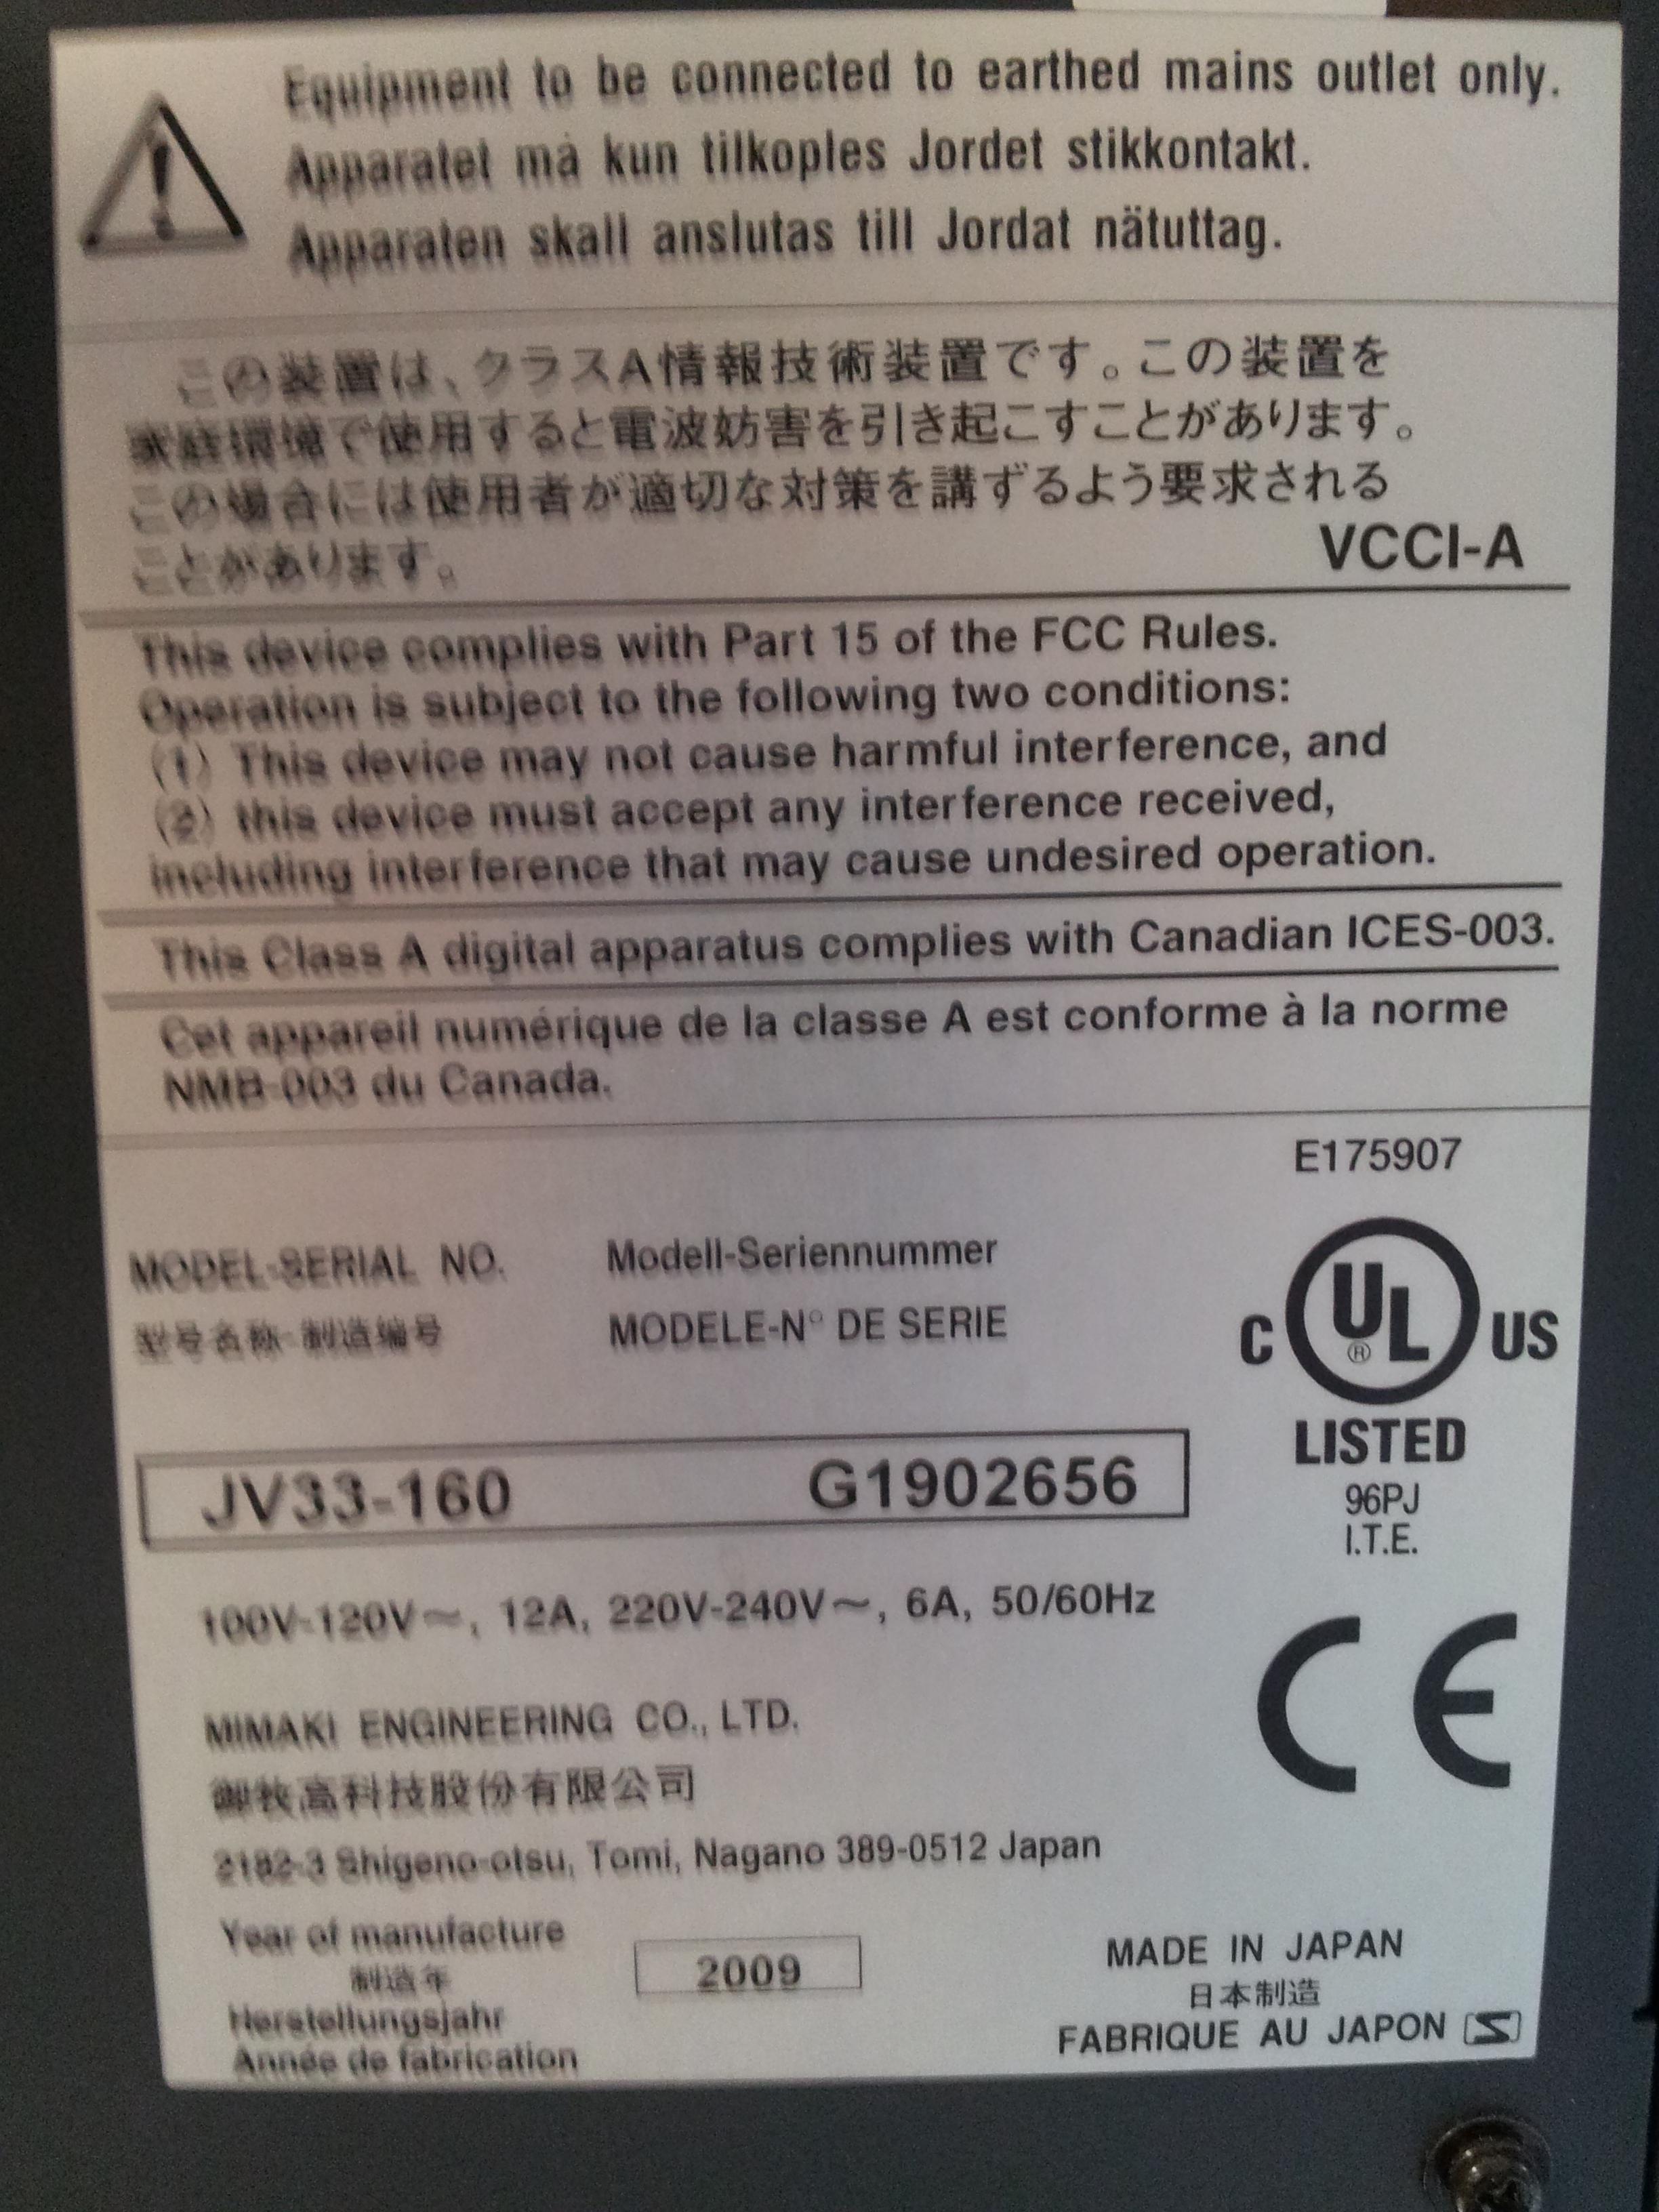 Equipment to be connected to earthed mains outlet only.
Apparatet må kun tilkoples Jordet stikkontakt.
Apparaten skall anslutas till Jordat nätuttag.
この装置は、クラスA情報技術装置です。この装置を
家庭環境で使用すると電波妨害を引き起こすことがあります。
この場合には使用者が適切な対策を講ずるよう要求される
ことがあります。
VCCI-A
This device complies with Part 15 of the FCC Rules.
Operation is subject to the following two conditions:
(1) This device may not cause harmful interference, and
(2) this device must accept any interference received,
including interference that may cause undesired operation.
This Class A digital apparatus complies with Canadian ICES-003.
Cet appareil numérique de la classe A est conforme à la norme
NMB-003 du Canada.
E175907
MODEL-SERIAL NO. Modell-Seriennummer
型号名称-制造编号 MODELE-N° DE SERIE
C UL® US
LISTED
96PJ
I.T.E.
JV33-160 G1902656
100V-120V～, 12A, 220V-240V～, 6A, 50/60Hz
CE
MIMAKI ENGINEERING CO., LTD.
御牧高科技股份有限公司
2182-3 Shigeno-otsu, Tomi, Nagano 389-0512 Japan
Year of manufacture
制造年
Herstellungsjahr
Année de fabrication
2009
MADE IN JAPAN
日本制造
FABRIQUE AU JAPON S